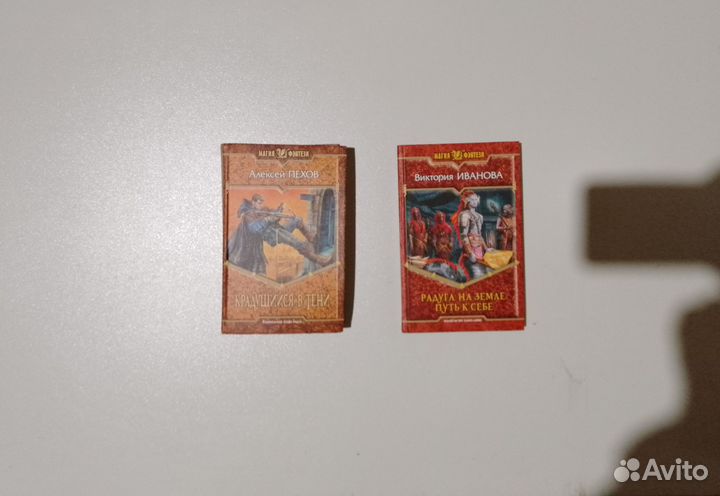 МАГИЯ ФЭНТЕЗИ
Алексей ПЕХОВ
КРАДУЩИЙСЯ В ТЕНИ
МАГИЯ ФЭНТЕЗИ
Виктория ИВАНОВА
РАДУГА НА ЗЕМЛЕ
ПУТЬ К СЕБЕ
Avito